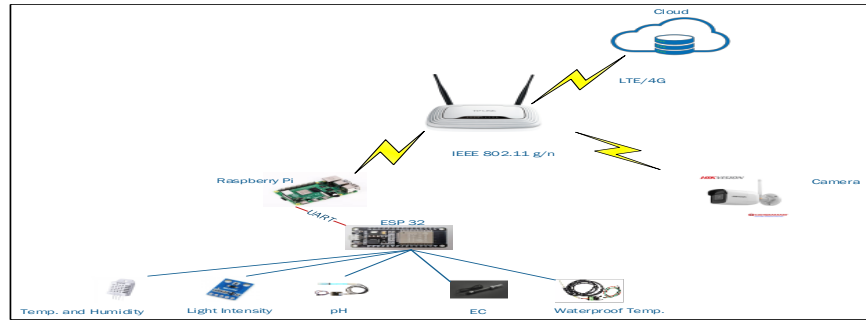 Cloud
LTE/4G
IEEE 802.11 g/n
Raspberry Pi
HIKVISION
Camera
UART
ESP 32
Temp. and Humidity
Light Intensity
pH
EC
Waterproof Temp.